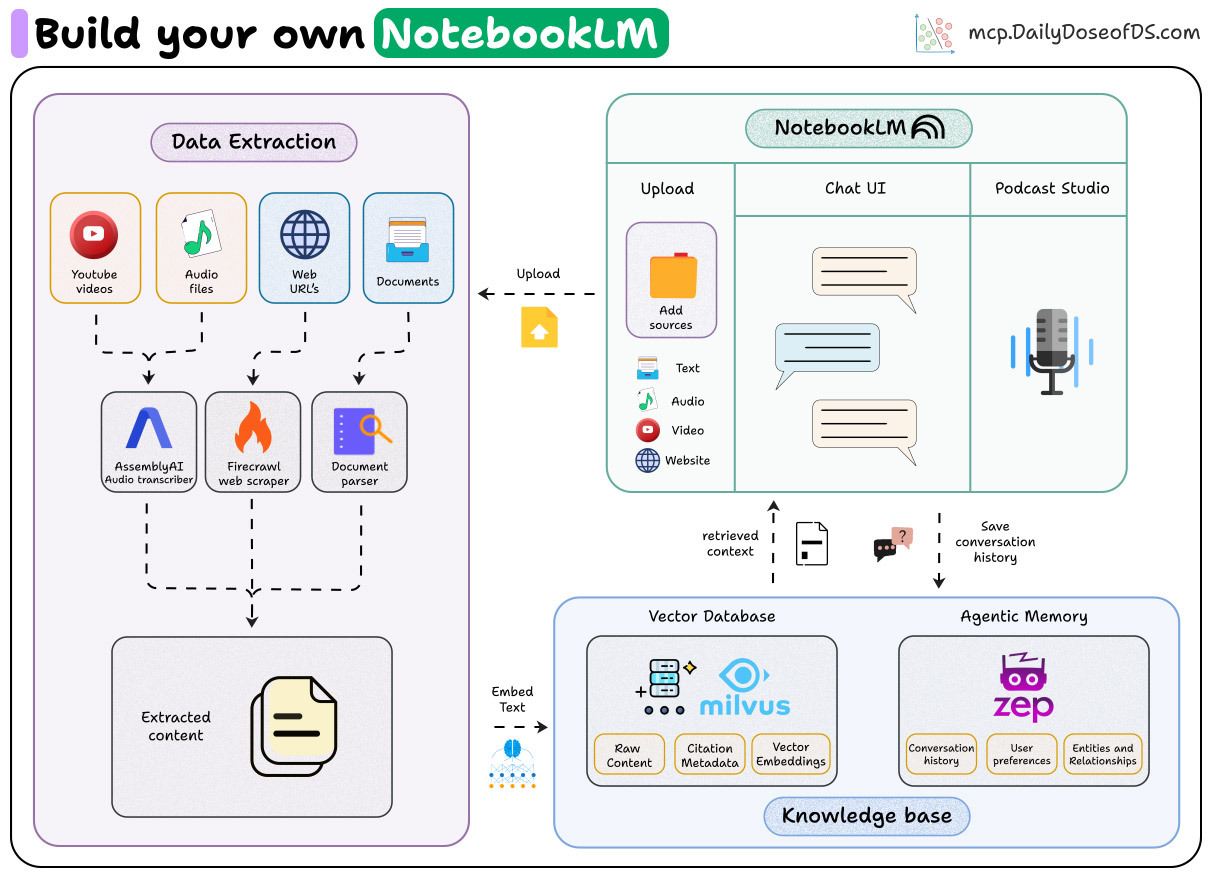 Build your own NotebookLM
mcp.DailyDoseofDS.com
Data Extraction
Youtube
videos
Audio
files
Web
URL's
Documents
AssemblyAI
Audio transcriber
Firecrawl
web scraper
Document
parser
Extracted
content
Upload
NotebookLM
Upload
Chat UI
Podcast Studio
Add
sources
Text
Audio
Video
Website
retrieved
context
?
Save
conversation
history
Embed
Text
Vector Database
milvus
Raw
Content
Citation
Metadata
Vector
Embeddings
Agentic Memory
zep
Conversation
history
User
preferences
Entities and
Relationships
Knowledge base